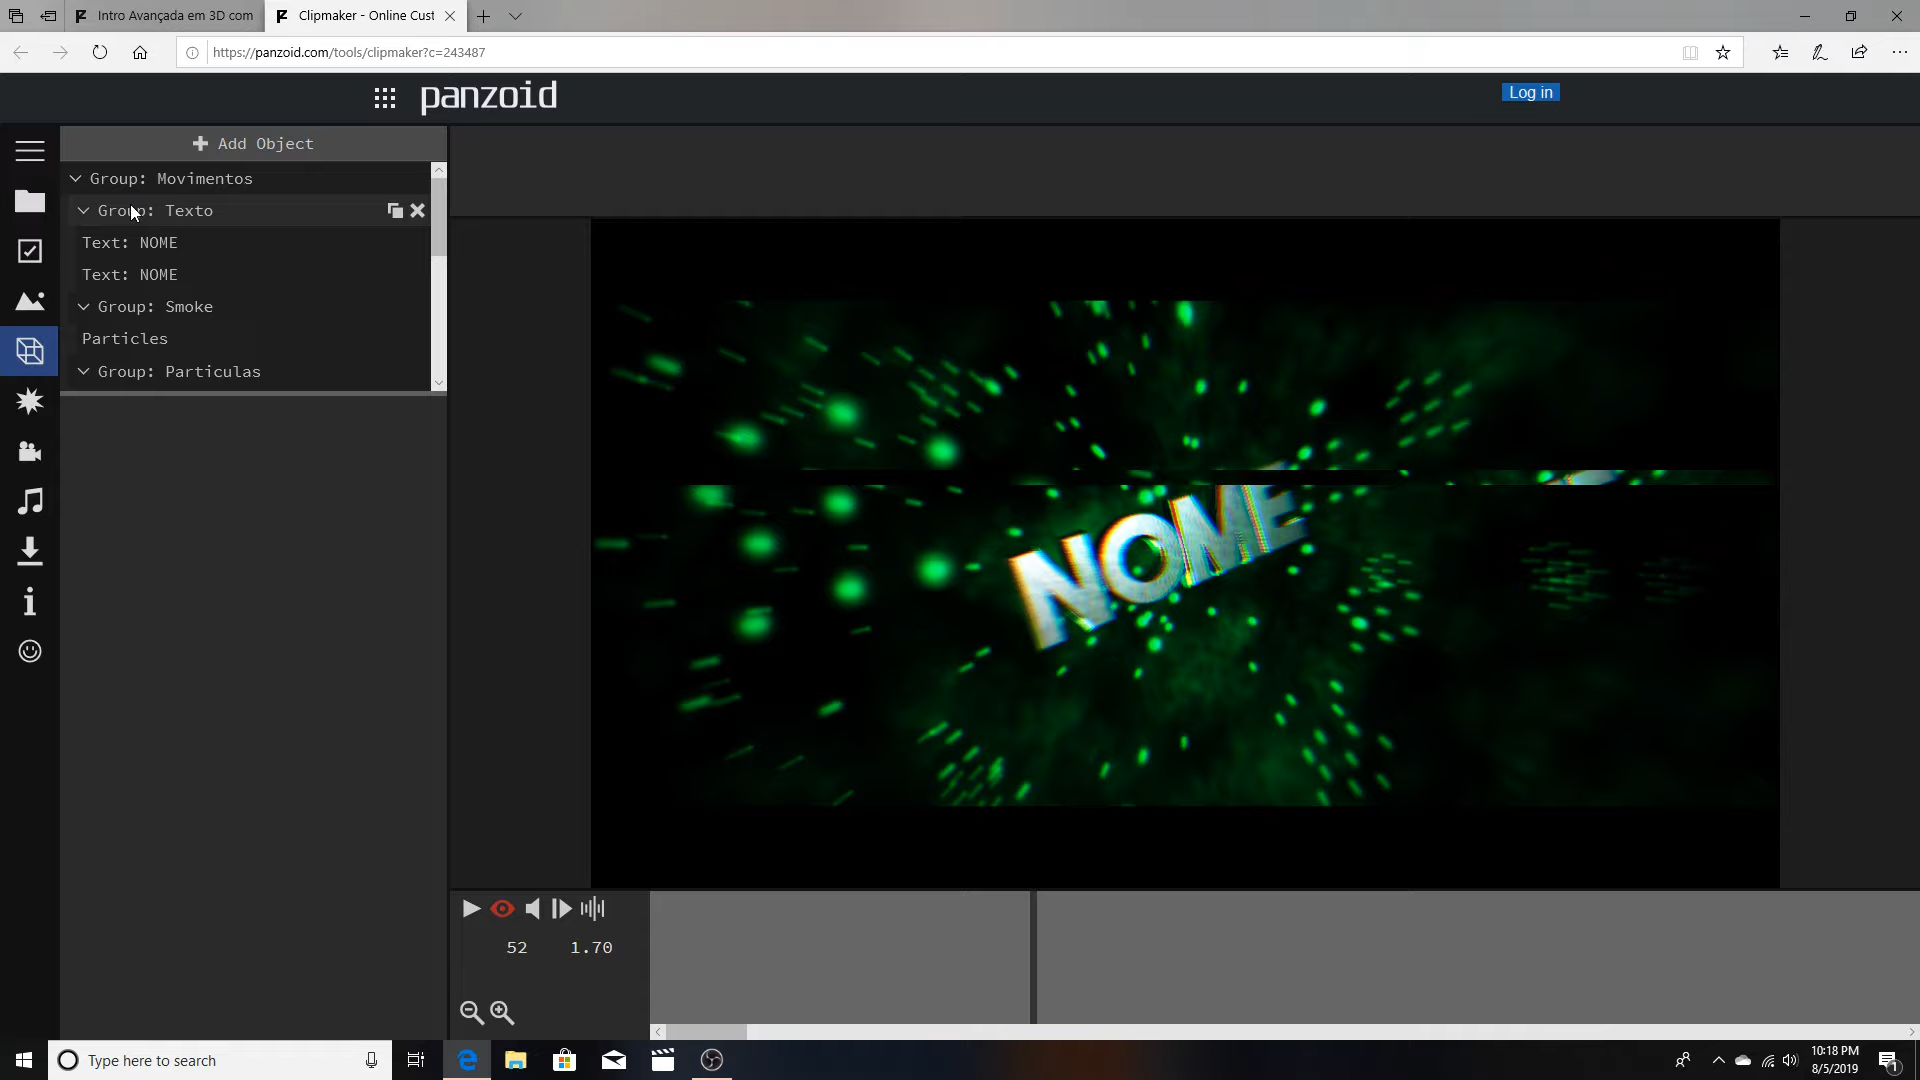 Intro Avançada em 3D com
Clipmaker - Online Cust
https://panzoid.com/tools/clipmaker?c=243487
panzoid
Log in
Add Object
Group: Movimentos
Group: Texto
Text: NOME
Text: NOME
Group: Smoke
Particles
Group: Particulas
NOME
52 1.70
Type here to search
10:18 PM
8/5/2019
1